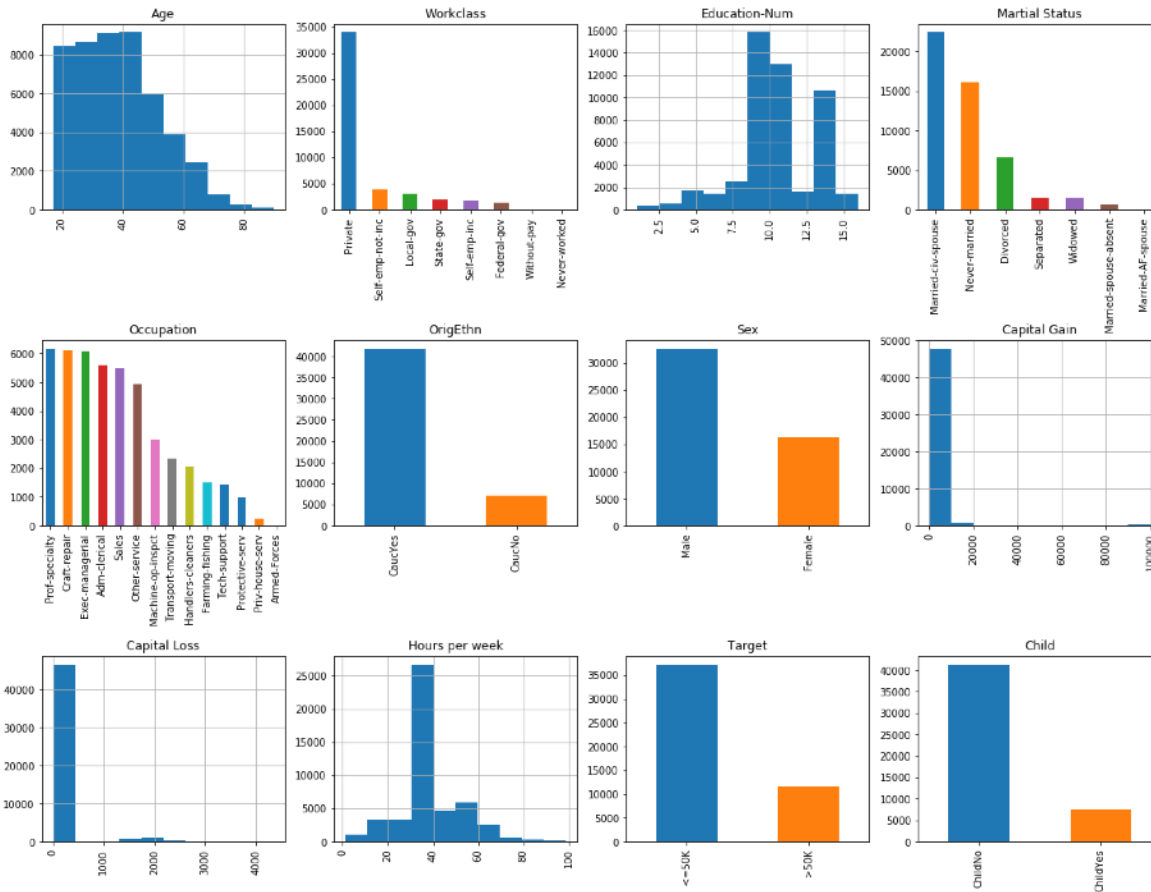 Age
8000
6000
4000
2000
0
20 40 60 80
Workclass
35000
30000
25000
20000
15000
10000
5000
0
Private
Self-emp-not-inc
Local-gov
State-gov
Self-emp-inc
Federal-gov
Without-pay
Never-worked
Education-Num
16000
14000
12000
10000
8000
6000
4000
2000
0
2.5
5.0
7.5
10.0
12.5
15.0
Martial Status
20000
15000
10000
5000
0
Married-civ-spouse
Never-married
Divorced
Separated
Widowed
Married-spouse-absent
Married-AF-spouse
Occupation
6000
5000
4000
3000
2000
1000
0
Prof-specialty
Craft-repair
Exec-managerial
Adm-clerical
Sales
Other-service
Machine-op-inspct
Transport-moving
Handlers-cleaners
Farming-fishing
Tech-support
Protective-serv
Priv-house-serv
Armed-Forces
OrigEthn
40000
35000
30000
25000
20000
15000
10000
5000
0
CaucYes
CaucNo
Sex
30000
25000
20000
15000
10000
5000
0
Male
Female
Capital Gain
50000
40000
30000
20000
10000
0
0
20000
40000
60000
80000
100000
Capital Loss
40000
30000
20000
10000
0
0
1000
2000
3000
4000
Hours per week
25000
20000
15000
10000
5000
0
0
20
40
60
80
100
Target
35000
30000
25000
20000
15000
10000
5000
0
<=50K
>50K
Child
40000
35000
30000
25000
20000
15000
10000
5000
0
ChildNo
ChildYes